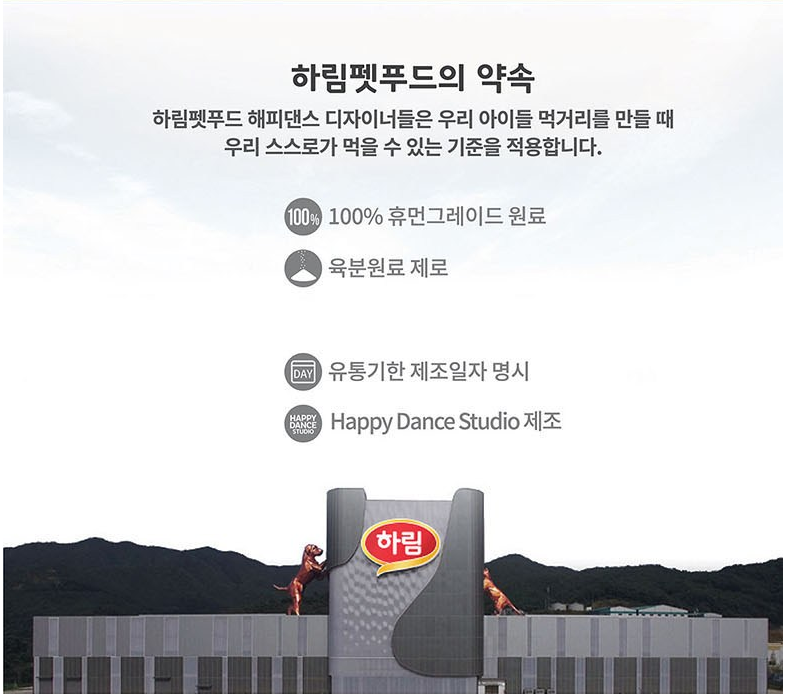 하림펫푸드의 약속
하림펫푸드 해피댄스 디자이너들은 우리 아이들 먹거리를 만들 때
우리 스스로가 먹을 수 있는 기준을 적용합니다.
100% 100% 휴먼그레이드 원료
육분원료 제로
DAY 유통기한 제조일자 명시
HAPPY
DANCE
STUDIO
Happy Dance Studio 제조
하림